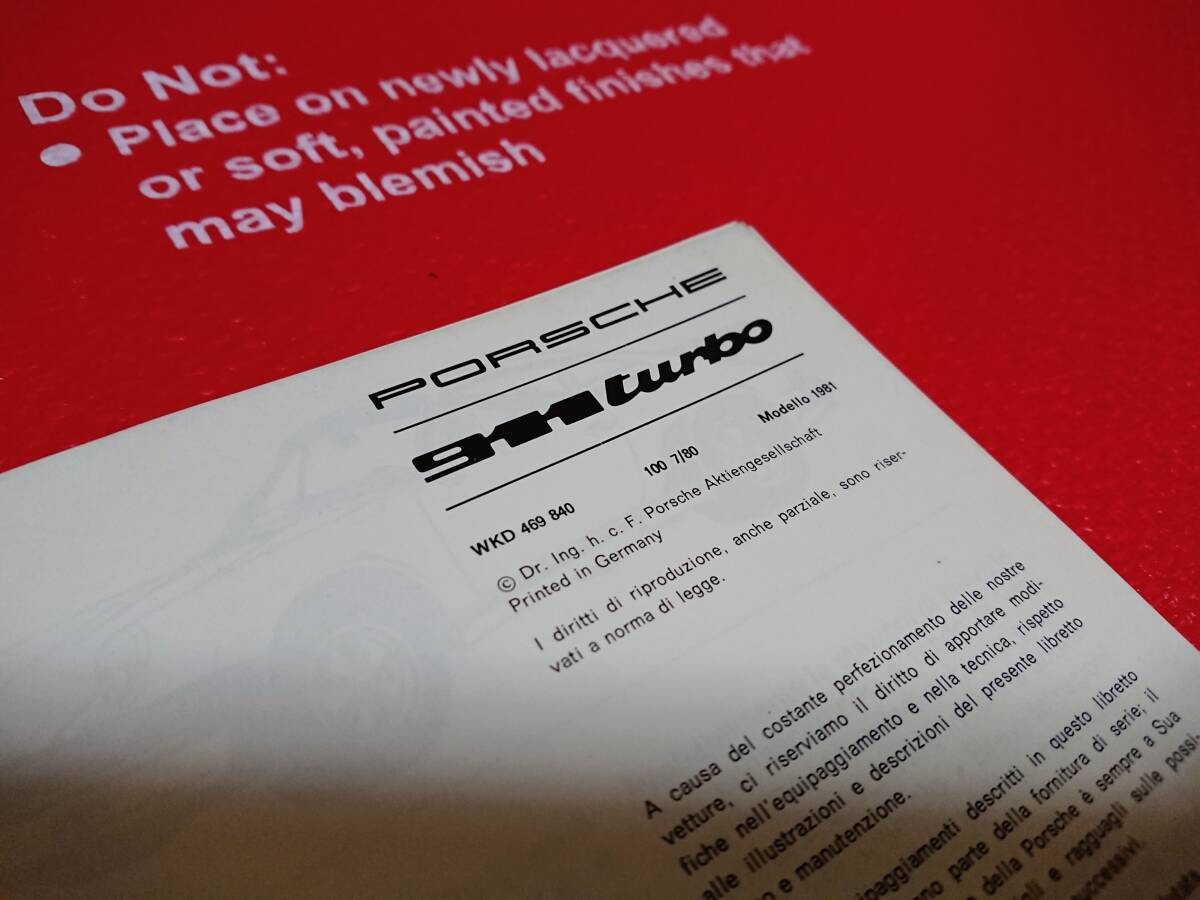 Do Not:
● Place on newly lacquered
or soft, painted finishes that
may blemish
PORSCHE
911 turbo
WKD 469 840 100 7/80 Modello 1981
© Dr. Ing. h. c. F. Porsche Aktiengesellschaft
Printed in Germany
I diritti di riproduzione, anche parziale, sono riser-
vati a norma di legge.
A causa del costante perfezionamento delle nostre
vetture, ci riserviamo il diritto di apportare modi-
fiche nell'equipaggiamento e nella tecnica, rispetto
alle illustrazioni e descrizioni del presente libretto
e manutenzione.
descritti in questo libretto
parte della fornitura di serie; il
della Porsche è sempre a Sua
e ragguagli sulle possi-
successivi.